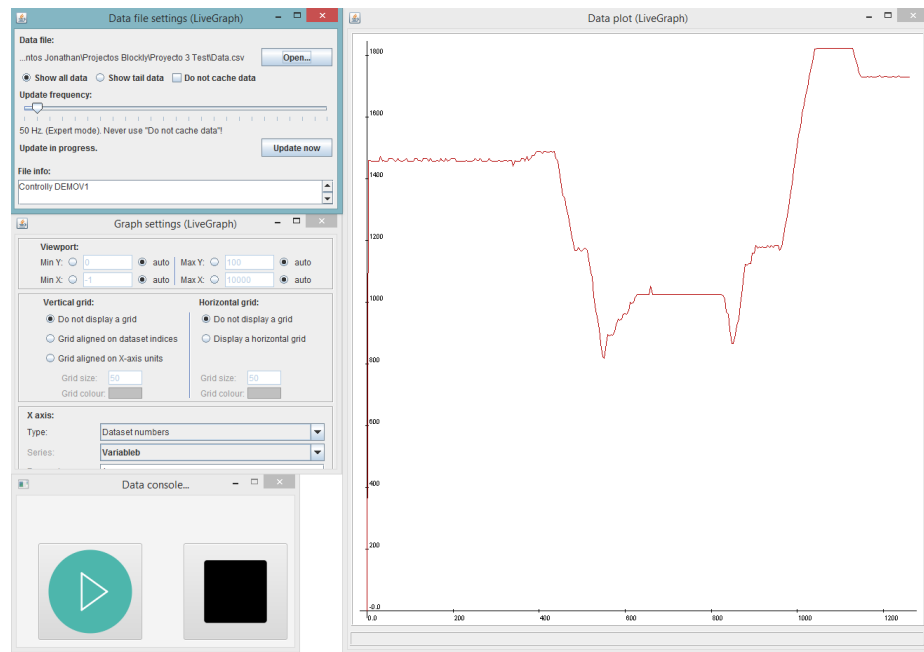 Data file settings (LiveGraph)
Data file:
...ntos Jonathan\Projectos Blockly\Proyecto 3 Test\Data.csv
Open...
Show all data
Show tail data
Do not cache data
Update frequency:
50 Hz. (Expert mode). Never use "Do not cache data"!
Update in progress.
Update now
File info:
Controlly DEMOV1
Graph settings (LiveGraph)
Viewport:
Min Y: 0 auto Max Y: 100 auto
Min X: -1 auto Max X: 10000 auto
Vertical grid:
Do not display a grid
Grid aligned on dataset indices
Grid aligned on X-axis units
Grid size: 50
Grid colour:
Horizontal grid:
Do not display a grid
Display a horizontal grid
Grid size: 50
Grid colour:
X axis:
Type: Dataset numbers
Series: Variableb
Data console...
Data plot (LiveGraph)
1800
1600
1400
1200
1000
800
600
400
200
-0.0
0.0 200 400 600 800 1000 1200